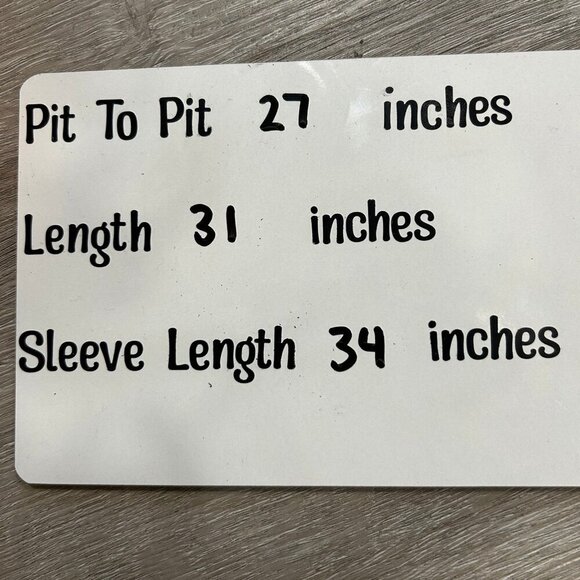 Pit To Pit 27 inches
Length 31 inches
Sleeve Length 34 inches